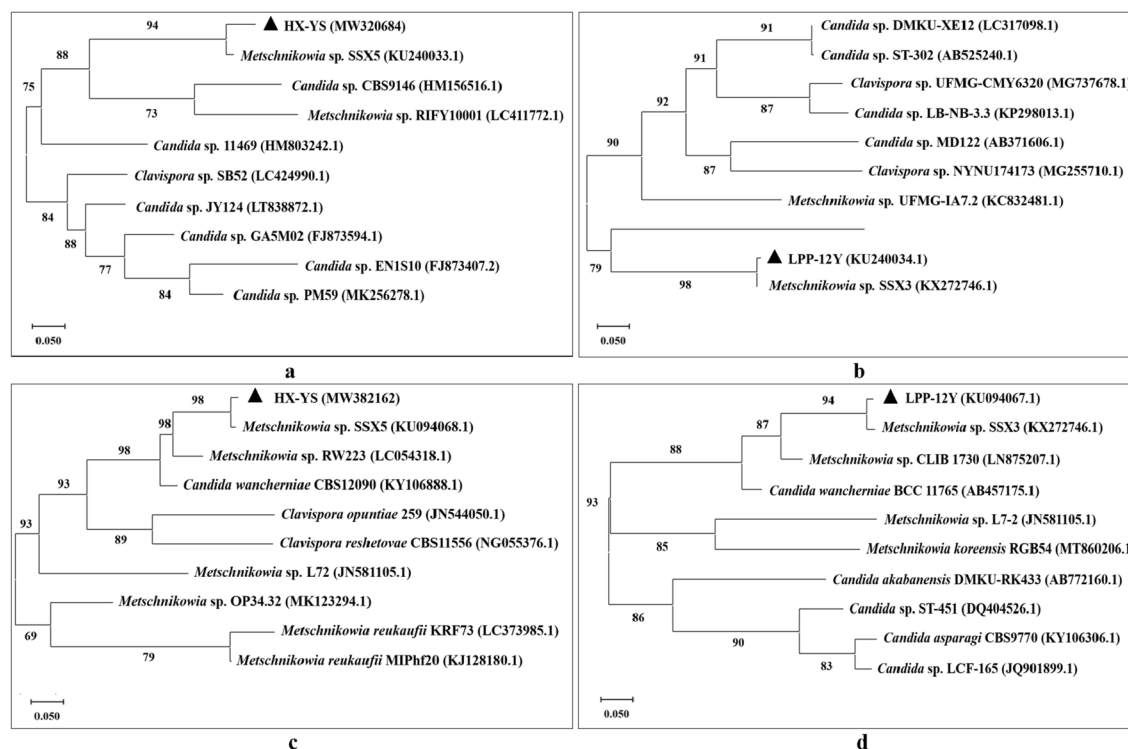 94
▲ HX-YS (MW320684)
88
Metschnikowia sp. SSX5 (KU240033.1)
75
Candida sp. CBS9146 (HM156516.1)
73
Metschnikowia sp. RIFY10001 (LC411772.1)
Candida sp. 11469 (HM803242.1)
Clavispora sp. SB52 (LC424990.1)
84
Candida sp. JY124 (LT838872.1)
88
Candida sp. GA5M02 (FJ873594.1)
77
Candida sp. EN1S10 (FJ873407.2)
84
Candida sp. PM59 (MK256278.1)
0.050
a
91
Candida sp. DMKU-XE12 (LC317098.1)
91
Candida sp. ST-302 (AB525240.1)
Clavispora sp. UFMG-CMY6320 (MG737678.1)
92
87
Candida sp. LB-NB-3.3 (KP298013.1)
90
Candida sp. MD122 (AB371606.1)
87
Clavispora sp. NYNU174173 (MG255710.1)
Metschnikowia sp. UFMG-IA7.2 (KC832481.1)
79
▲ LPP-12Y (KU240034.1)
98
Metschnikowia sp. SSX3 (KX272746.1)
0.050
b
98
▲ HX-YS (MW382162)
98
Metschnikowia sp. SSX5 (KU094068.1)
98
Metschnikowia sp. RW223 (LC054318.1)
93
Candida wancherniae CBS12090 (KY106888.1)
Clavispora opuntiae 259 (JN544050.1)
93
89
Clavispora reshetovae CBS11556 (NG055376.1)
Metschnikowia sp. L72 (JN581105.1)
Metschnikowia sp. OP34.32 (MK123294.1)
69
Metschnikowia reukaufii KRF73 (LC373985.1)
79
Metschnikowia reukaufii MIPhf20 (KJ128180.1)
0.050
c
94
▲ LPP-12Y (KU094067.1)
87
Metschnikowia sp. SSX3 (KX272746.1)
88
Metschnikowia sp. CLIB 1730 (LN875207.1)
Candida wancherniae BCC 11765 (AB457175.1)
93
Metschnikowia sp. L7-2 (JN581105.1)
85
Metschnikowia koreensis RGB54 (MT860206.1)
Candida akabanensis DMKU-RK433 (AB772160.1)
86
Candida sp. ST-451 (DQ404526.1)
90
Candida asparagi CBS9770 (KY106306.1)
83
Candida sp. LCF-165 (JQ901899.1)
0.050
d